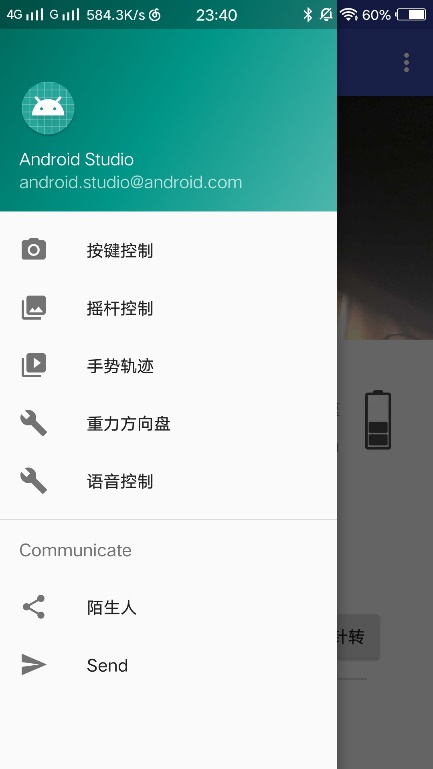 4G G 584.3K/s 23:40 60%
Android Studio
android.studio@android.com
按键控制
摇杆控制
手势轨迹
重力方向盘
语音控制
Communicate
陌生人
针转
Send